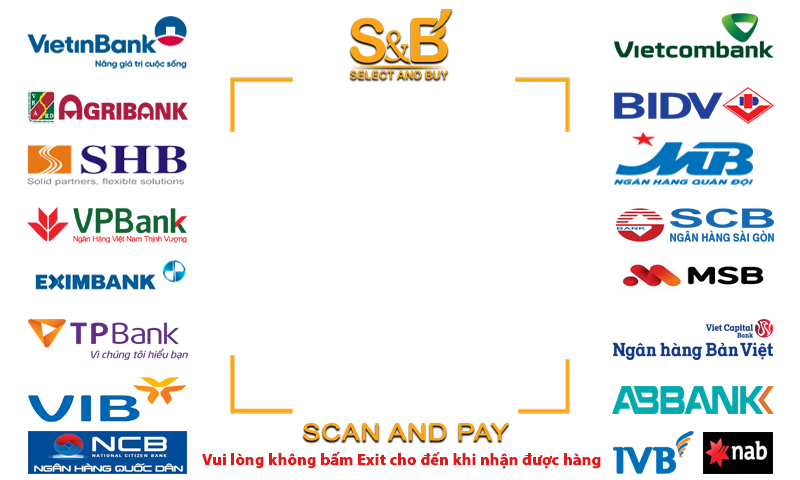 VietinBank
Nâng giá trị cuộc sống
AGRIBANK
SHB
Solid partners, flexible solutions
VPBank
Ngân Hàng Việt Nam Thịnh Vượng
EXIMBANK
TPBank
Vì chúng tôi hiểu bạn
VIB
NCB
NATIONAL CITIZEN BANK
NGÂN HÀNG QUỐC DÂN
S&B
SELECT AND BUY
SCAN AND PAY
Vui lòng không bấm Exit cho đến khi nhận được hàng
Vietcombank
BIDV
MB
NGÂN HÀNG QUÂN ĐỘI
BANK
SCB
NGÂN HÀNG SÀI GÒN
MSB
Viet Capital
Bank
Ngân hàng Bản Việt
ABBANK
IVB
nab